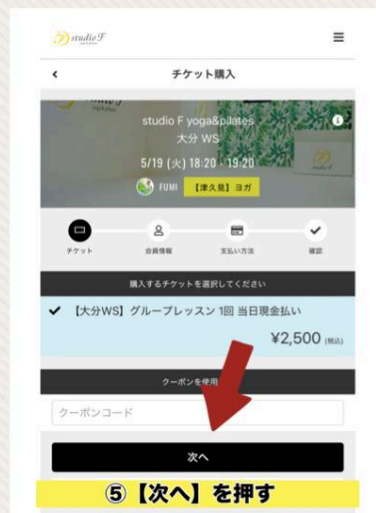 studio F
チケット購入
studio F yoga&pilates
大分 WS
5/19 (火) 18:20 - 19:20
FUMI 【津久見】ヨガ
チケット 会員情報 支払い方法 確認
購入するチケットを選択してください
【大分WS】グループレッスン 1回 当日現金払い
¥2,500 (税込)
クーポンを使用
クーポンコード
次へ
⑤【次へ】を押す